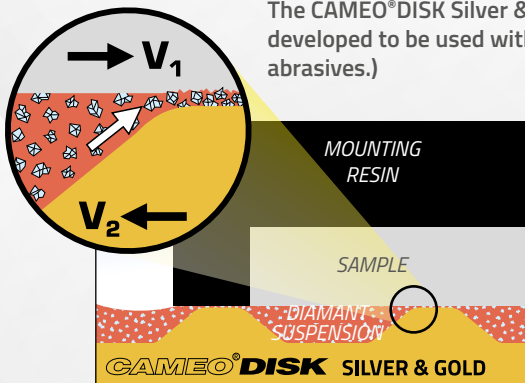 The CAMEO®DISK Silver &
developed to be used with
abrasives.)
V1
V2
MOUNTING
RESIN
SAMPLE
DIAMANT
SUSPENSION
CAMEO®DISK SILVER & GOLD